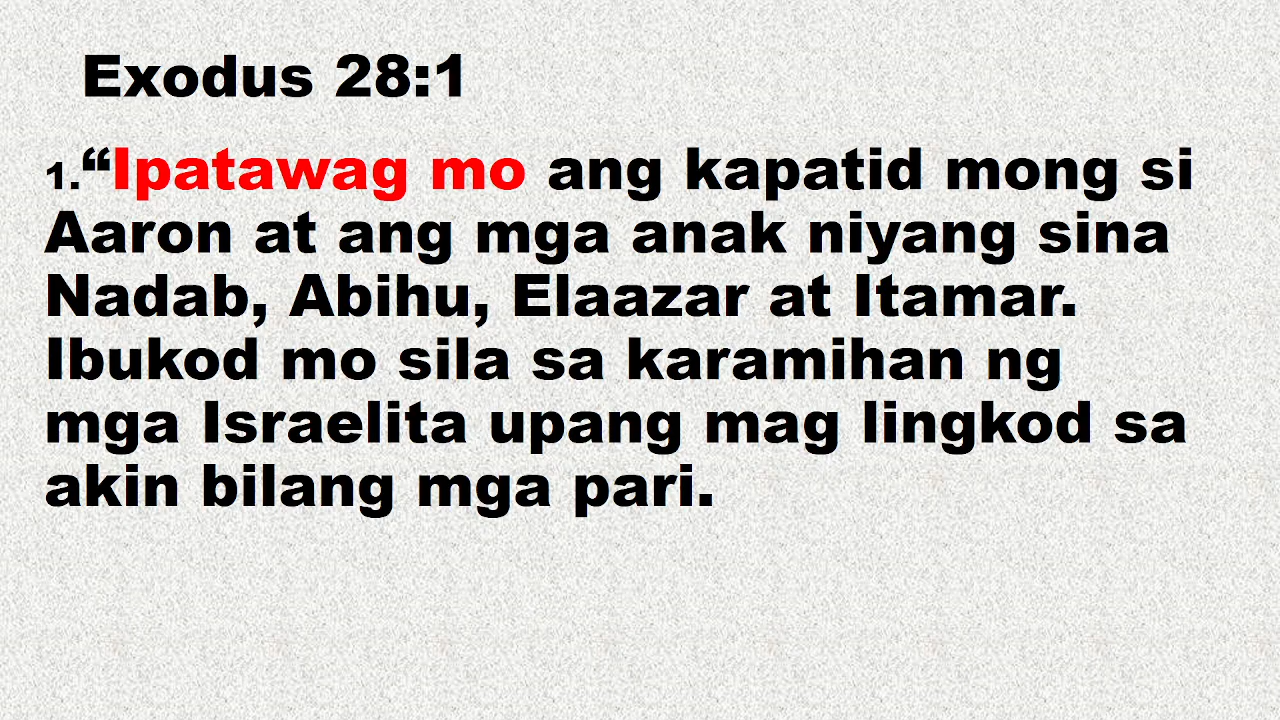 Exodus 28:1
1.“Ipatawag mo ang kapatid mong si
Aaron at ang mga anak niyang sina
Nadab, Abihu, Elaazar at Itamar.
Ibukod mo sila sa karamihan ng
mga Israelita upang mag lingkod sa
akin bilang mga pari.